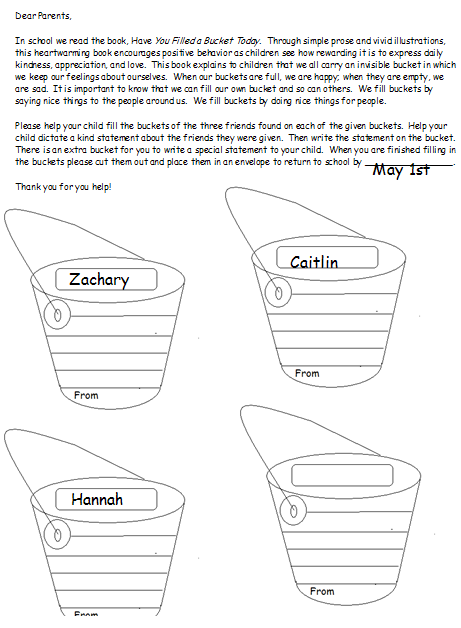 Dear Parents,
In school we read the book, Have You Filled a Bucket Today. Through simple prose and vivid illustrations,
this heartwarming book encourages positive behavior as children see how rewarding it is to express daily
kindness, appreciation, and love. This book explains to children that we all carry an invisible bucket in which
we keep our feelings about ourselves. When our buckets are full, we are happy; when they are empty, we
are sad. It is important to know that we can fill our own bucket and so can others. We fill buckets by
saying nice things to the people around us. We fill buckets by doing nice things for people.
Please help your child fill the buckets of the three friends found on each of the given buckets. Help your
child dictate a kind statement about the friends they were given. Then write the statement on the bucket.
There is an extra bucket for you to write a special statement to your child. When you are finished filling in
the buckets please cut them out and place them in an envelope to return to school by May 1st.
Thank you for you help!
Zachary
From
Caitlin
From
Hannah
From
From